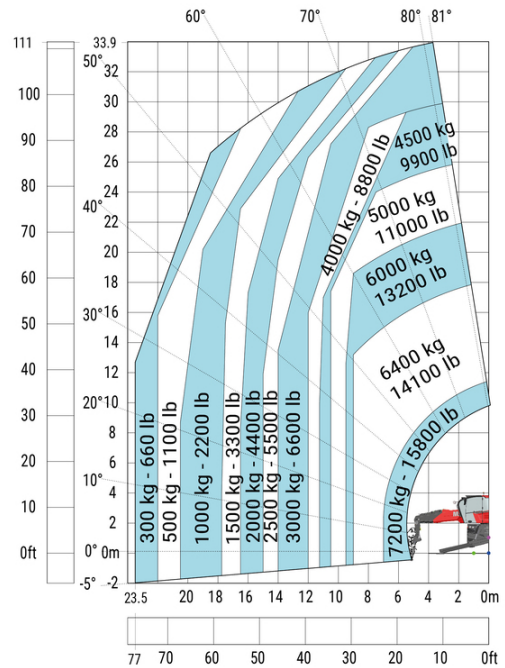 60° 70° 80° 81°
111 33.9
50°
32
100 30
90 28
4500 kg
9900 lb
26
80 24
4000 kg - 8800 lb
5000 kg
11000 lb
40°
22
70
20
6000 kg
13200 lb
60 18
30° 16
50
14
6400 kg
14100 lb
40 12
20° 10
30
8
300 kg - 660 lb
500 kg - 1100 lb
1000 kg - 2200 lb
1500 kg - 3300 lb
2000 kg - 4400 lb
2500 kg - 5500 lb
3000 kg - 6600 lb
7200 kg - 15800 lb
20 6
10°
4
10
2
0ft 0° 0m
-5° -2
23.5 20 18 16 14 12 10 8 6 4 2 0m
77 70 60 50 40 30 20 10 0ft